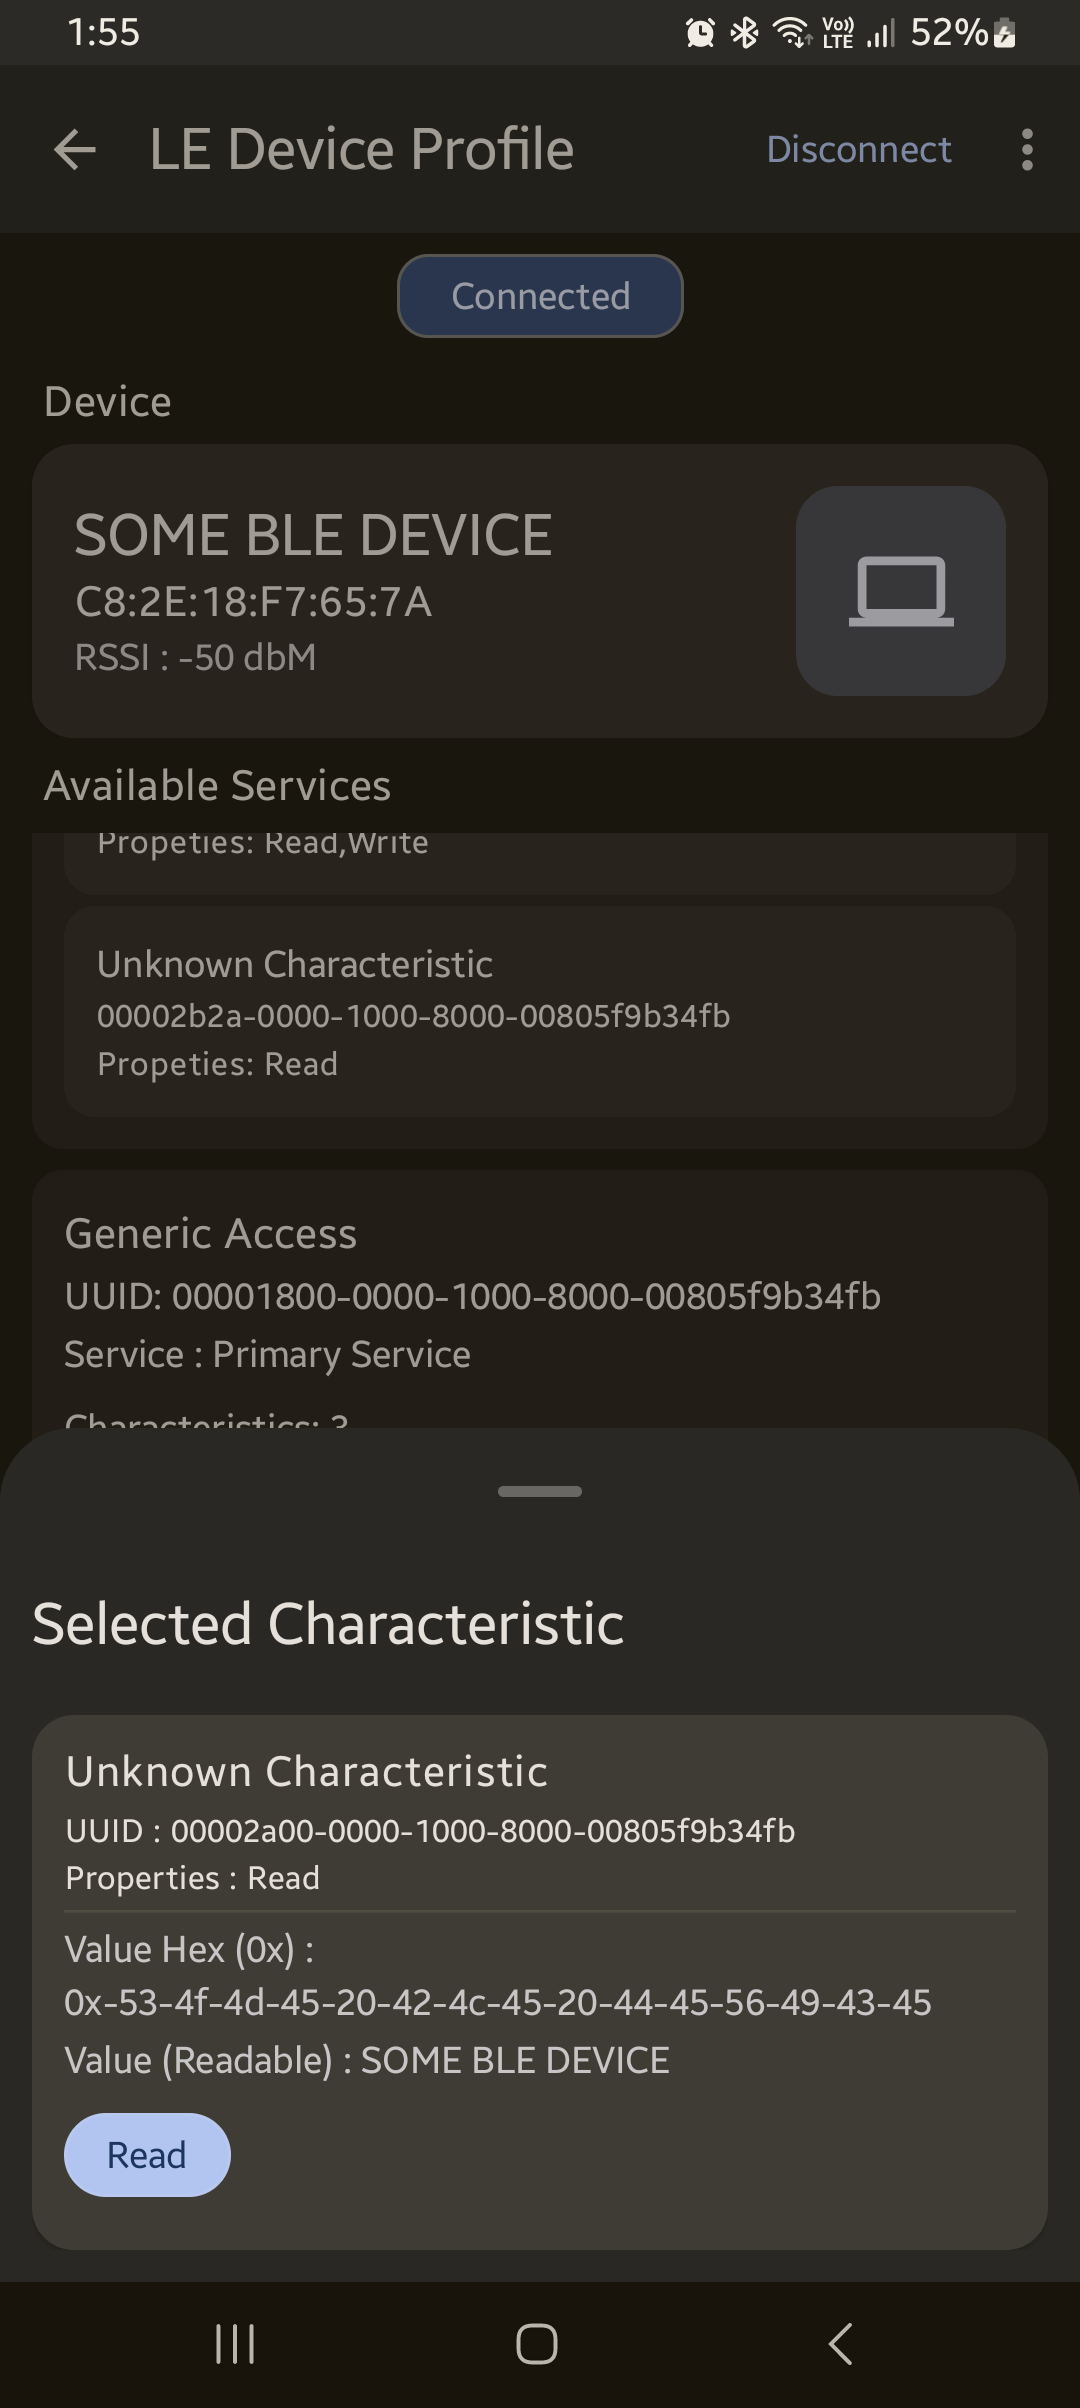 1:55
Vo)) LTE 52%
LE Device Profile
Disconnect
Connected
Device
SOME BLE DEVICE
C8:2E:18:F7:65:7A
RSSI : -50 dbM
Available Services
Propeties: Read,Write
Unknown Characteristic
00002b2a-0000-1000-8000-00805f9b34fb
Propeties: Read
Generic Access
UUID: 00001800-0000-1000-8000-00805f9b34fb
Service : Primary Service
Characteristics: 3
Selected Characteristic
Unknown Characteristic
UUID : 00002a00-0000-1000-8000-00805f9b34fb
Properties : Read
Value Hex (0x) :
0x-53-4f-4d-45-20-42-4c-45-20-44-45-56-49-43-45
Value (Readable) : SOME BLE DEVICE
Read